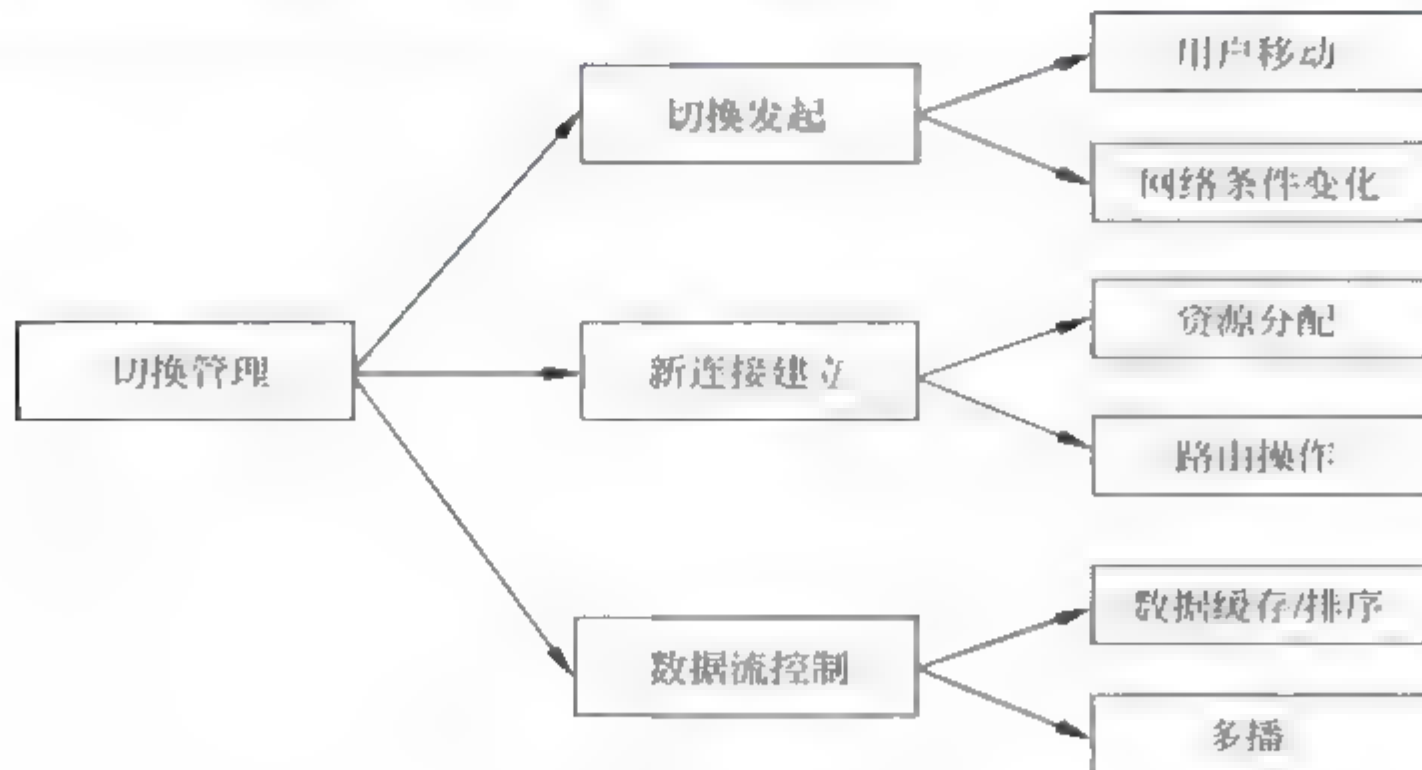 用户移动
切换发起
网络条件变化
资源分配
切换管理
新连接建立
路由操作
数据缓存/排序
数据流控制
多播